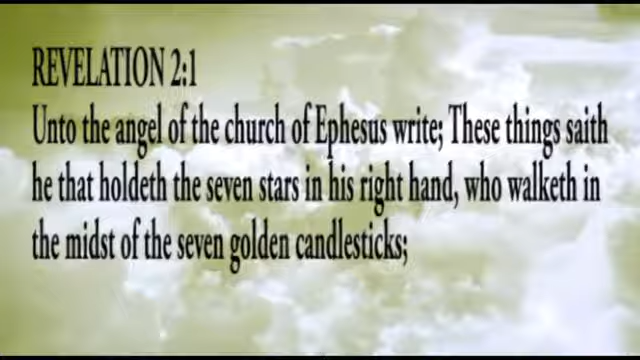 REVELATION 2:1
Unto the angel of the church of Ephesus write; These things saith
he that holdeth the seven stars in his right hand, who walketh in
the midst of the seven golden candlesticks;